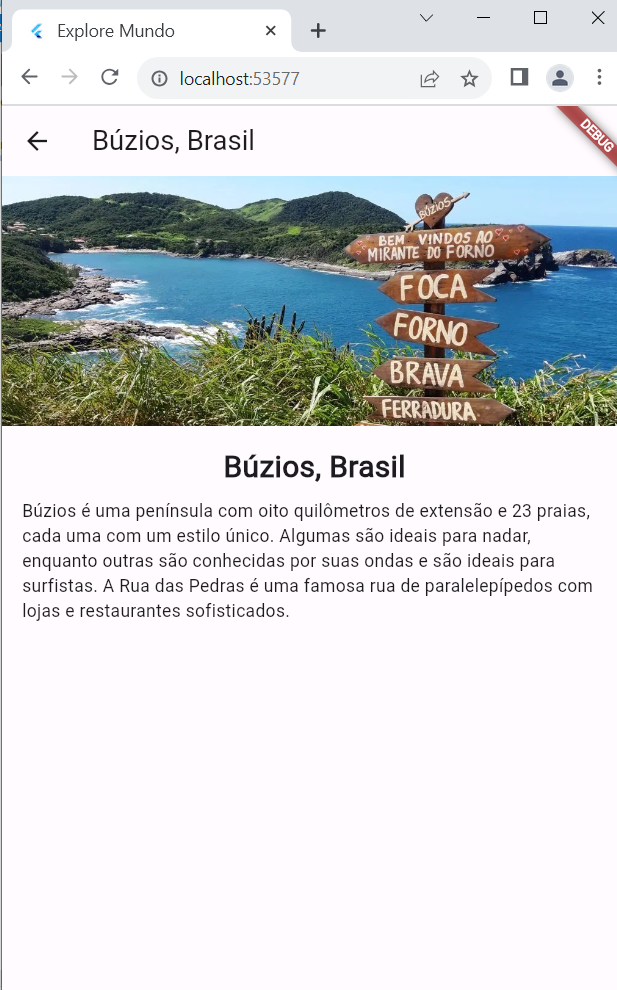 Explore Mundo
localhost:53577
Búzios, Brasil
DEBUG
BÚZIOS
BEM VINDOS AO
MIRANTE DO FORNO
FOCA
FORNO
BRAVA
FERRADURA
Búzios, Brasil
Búzios é uma península com oito quilômetros de extensão e 23 praias,
cada uma com um estilo único. Algumas são ideais para nadar,
enquanto outras são conhecidas por suas ondas e são ideais para
surfistas. A Rua das Pedras é uma famosa rua de paralelepípedos com
lojas e restaurantes sofisticados.